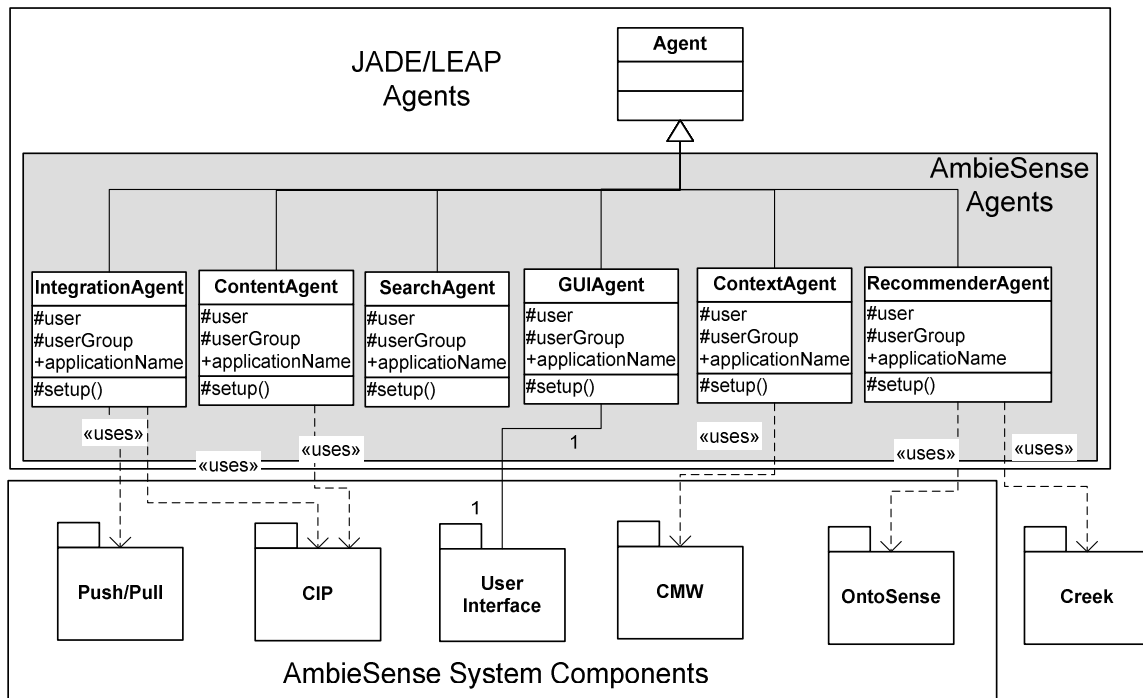 Agent
JADE/LEAP
Agents
AmbieSense
Agents
IntegrationAgent
#user
#userGroup
+applicationName
#setup()
ContentAgent
#user
#userGroup
+applicationName
#setup()
SearchAgent
#user
#userGroup
+applicatioName
#setup()
GUIAgent
#user
#userGroup
+applicationName
#setup()
ContextAgent
#user
#userGroup
+applicationName
#setup()
RecommenderAgent
#user
#userGroup
+applicatioName
#setup()
«uses»
«uses»
«uses»
1
«uses»
«uses»
«uses»
1
Push/Pull
CIP
User
Interface
CMW
OntoSense
Creek
AmbieSense System Components